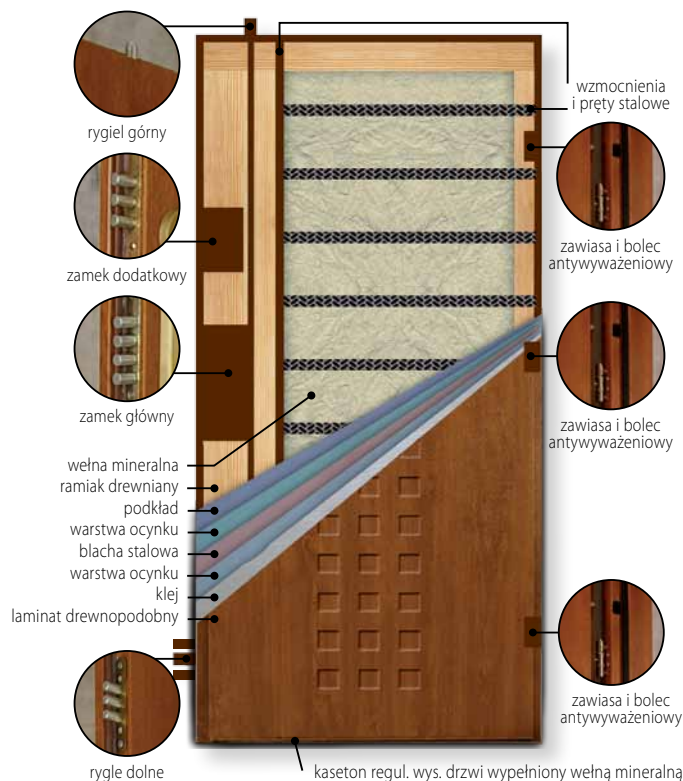 rygiel górny
zamek dodatkowy
zamek główny
wełna mineralna
ramiak drewniany
podkład
warstwa ocynku
blacha stalowa
warstwa ocynku
klej
laminat drewnopodobny
rygle dolne
wzmocnienia
i pręty stalowe
zawiasa i bolec
antywyważeniowy
zawiasa i bolec
antywyważeniowy
zawiasa i bolec
antywyważeniowy
kaseton regul. wys. drzwi wypełniony wełną mineralną